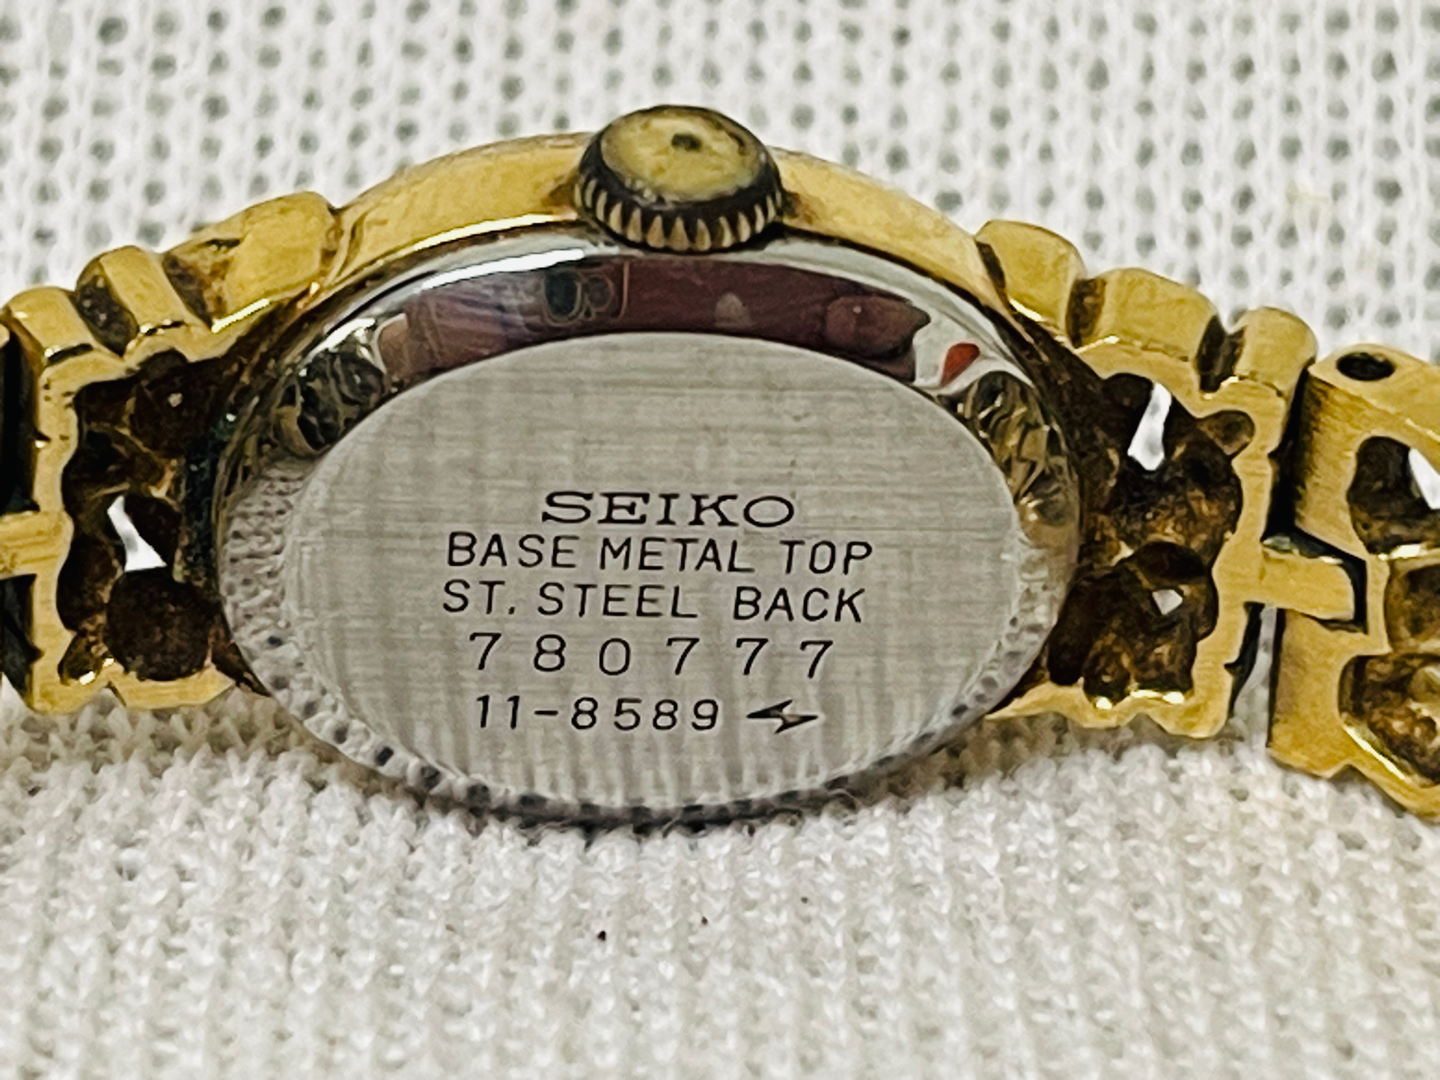 SEIKO
BASE METAL TOP
ST. STEEL BACK
780777
11-8589